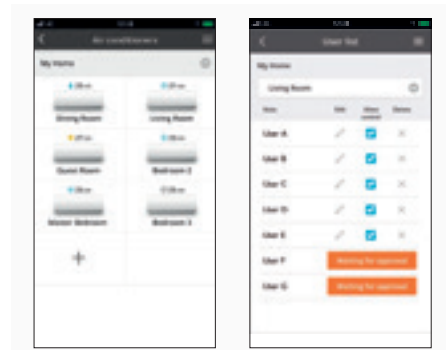 Air conditioners
My Home
Dining Room
Living Room
Guest Room
Bedroom 2
Master Bedroom
Bedroom 3
User list
My Home
Living Room
Name
Edit
Allow control
Delete
User A
User B
User C
User D
User E
User F
Waiting for approval
User G
Waiting for approval